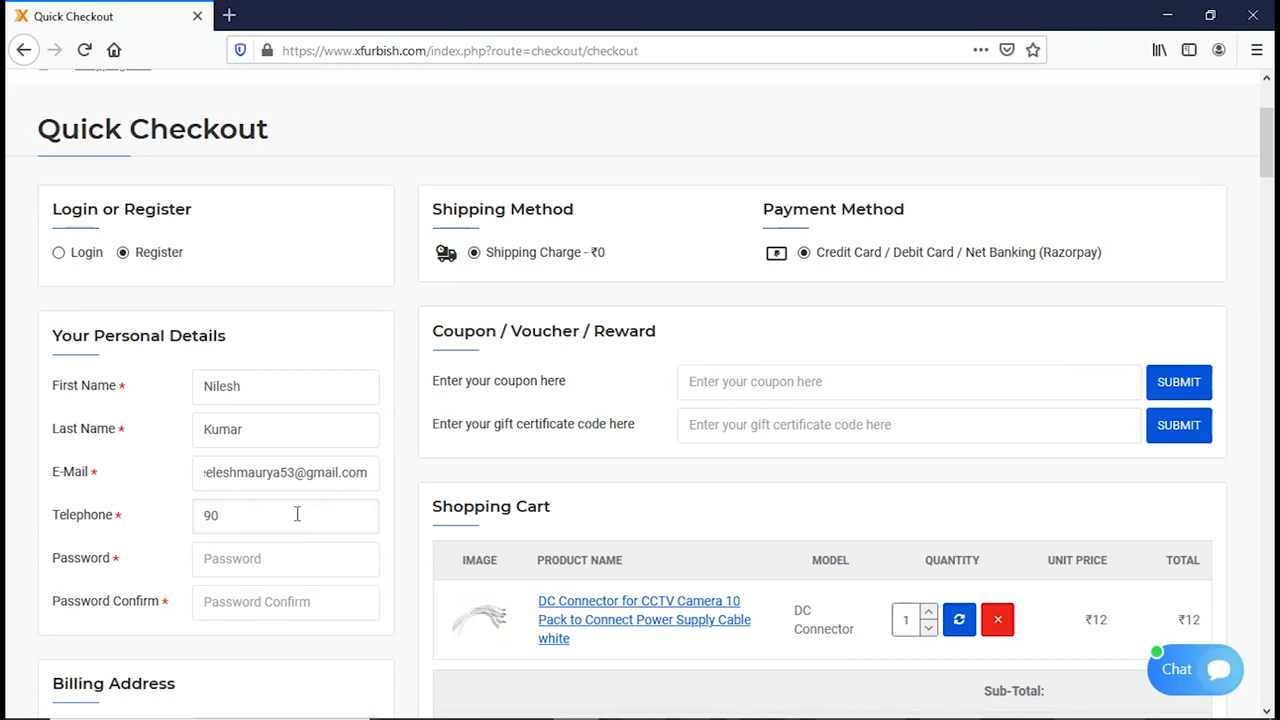 Quick Checkout
https://www.xfurbish.com/index.php?route=checkout/checkout
Quick Checkout
Login or Register
Login
Register
Shipping Method
Shipping Charge - ₹0
Payment Method
Credit Card / Debit Card / Net Banking (Razorpay)
Your Personal Details
First Name *
Nilesh
Last Name *
Kumar
E-Mail *
eleshmaurya53@gmail.com
Telephone *
90
Password *
Password
Password Confirm *
Password Confirm
Billing Address
Coupon / Voucher / Reward
Enter your coupon here
Enter your coupon here
SUBMIT
Enter your gift certificate code here
Enter your gift certificate code here
SUBMIT
Shopping Cart
IMAGE PRODUCT NAME MODEL QUANTITY UNIT PRICE TOTAL
DC Connector for CCTV Camera 10
Pack to Connect Power Supply Cable
white
DC
Connector
1
₹12
₹12
Sub-Total:
Chat